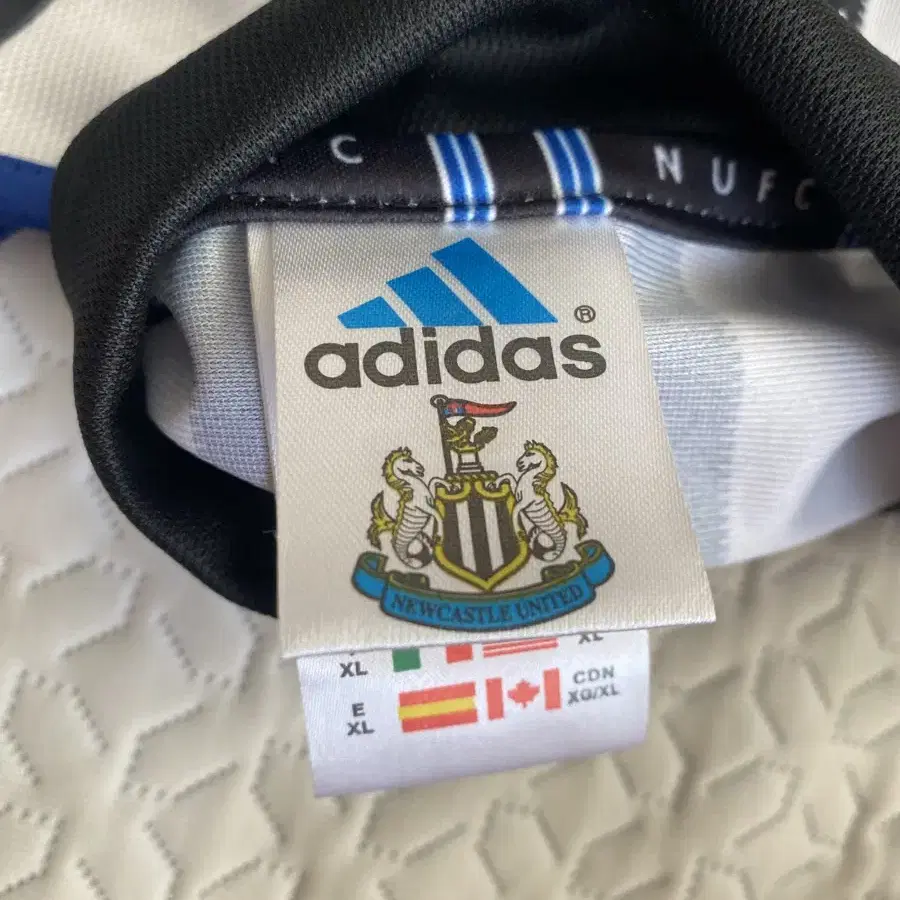 C
NUFC
adidas®
NEWCASTLE UNITED
XL
XL
E
XL
CDN
XG/XL